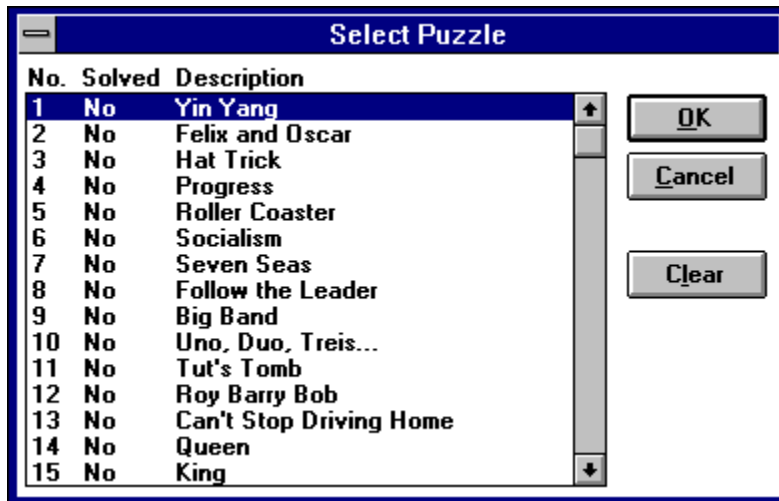 Select Puzzle
No. Solved Description
1 No Yin Yang
2 No Felix and Oscar
3 No Hat Trick
4 No Progress
5 No Roller Coaster
6 No Socialism
7 No Seven Seas
8 No Follow the Leader
9 No Big Band
10 No Uno, Duo, Treis...
11 No Tut's Tomb
12 No Roy Barry Bob
13 No Can't Stop Driving Home
14 No Queen
15 No King
OK
Cancel
Clear